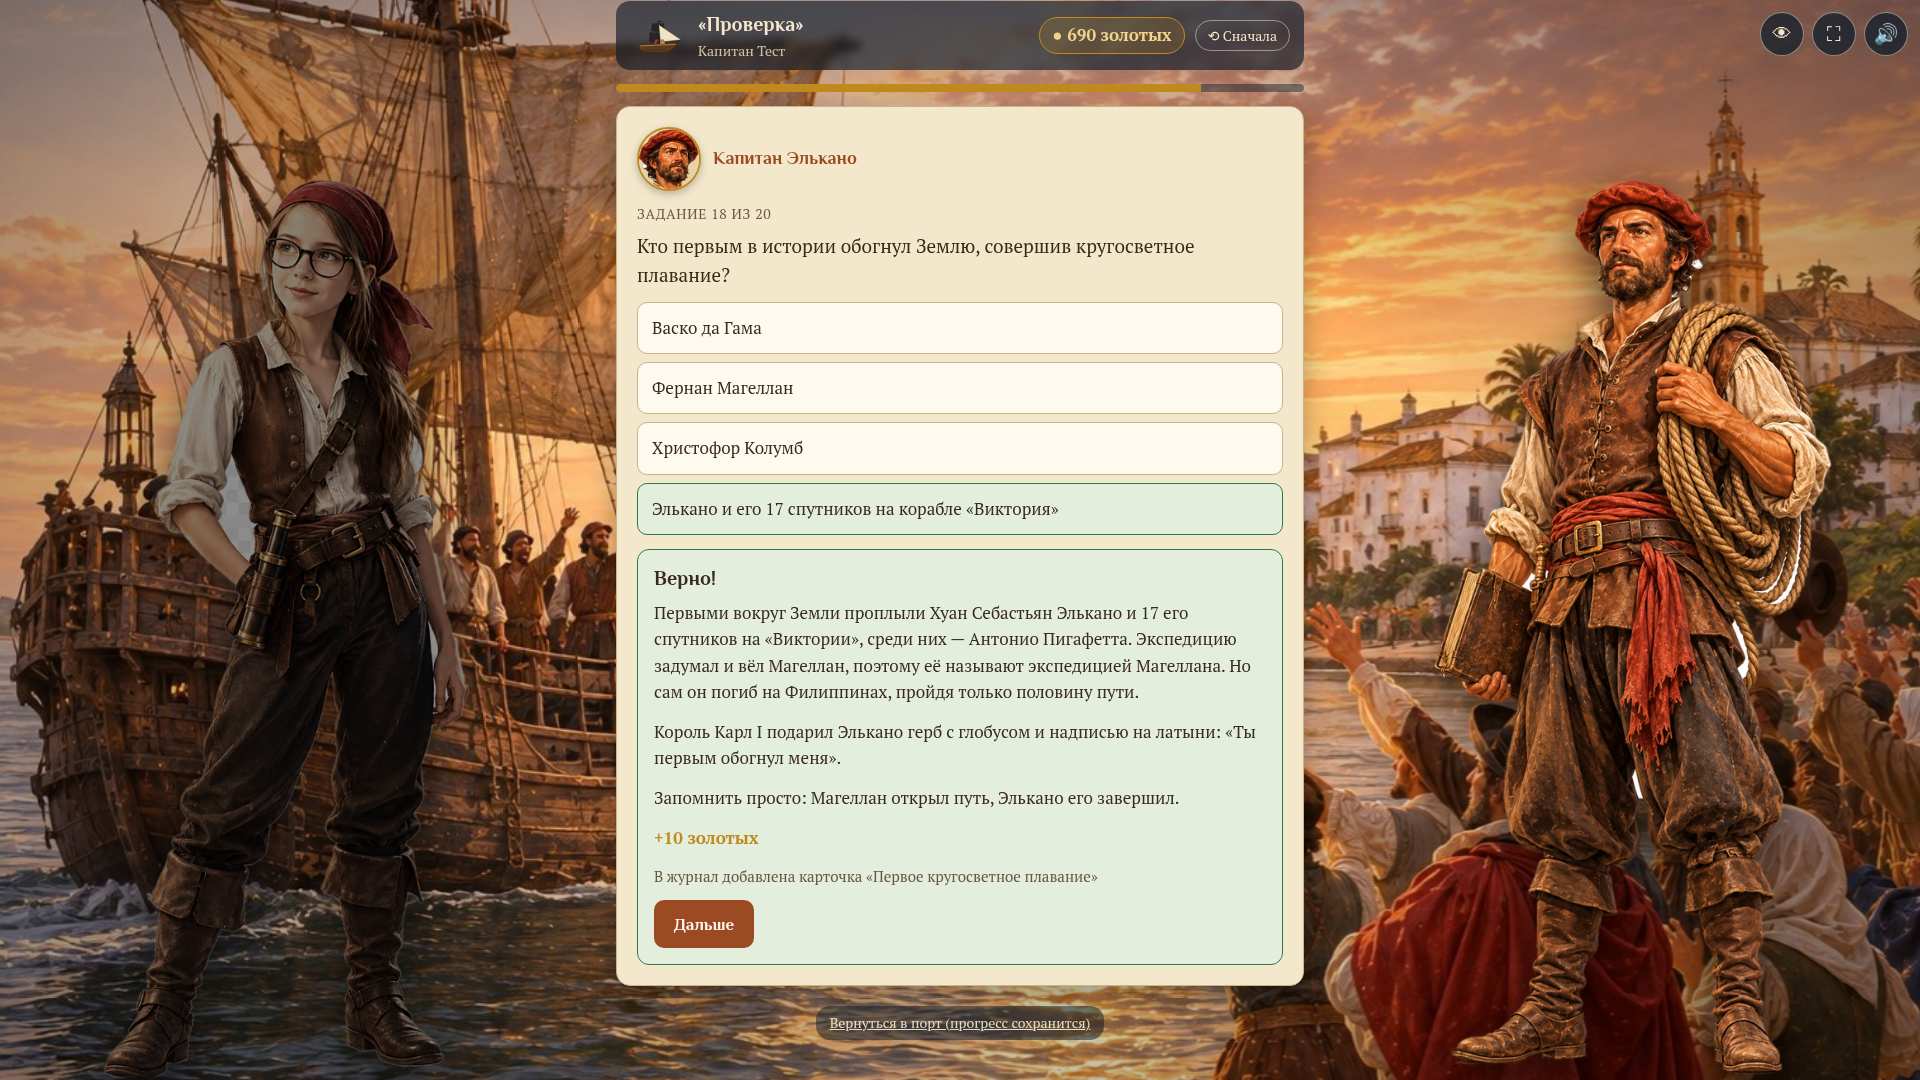 «Проверка»
Капитан Тест
● 690 золотых
⟲ Сначала
Капитан Элькано
ЗАДАНИЕ 18 ИЗ 20
Кто первым в истории обогнул Землю, совершив кругосветное
плавание?
Васко да Гама
Фернан Магеллан
Христофор Колумб
Элькано и его 17 спутников на корабле «Виктория»
Верно!
Первыми вокруг Земли проплыли Хуан Себастьян Элькано и 17 его
спутников на «Виктории», среди них — Антонио Пигафетта. Экспедицию
задумал и вёл Магеллан, поэтому её называют экспедицией Магеллана. Но
сам он погиб на Филиппинах, пройдя только половину пути.
Король Карл I подарил Элькано герб с глобусом и надписью на латыни: «Ты
первым обогнул меня».
Запомнить просто: Магеллан открыл путь, Элькано его завершил.
+10 золотых
В журнал добавлена карточка «Первое кругосветное плавание»
Дальше
Вернуться в порт (прогресс сохранится)